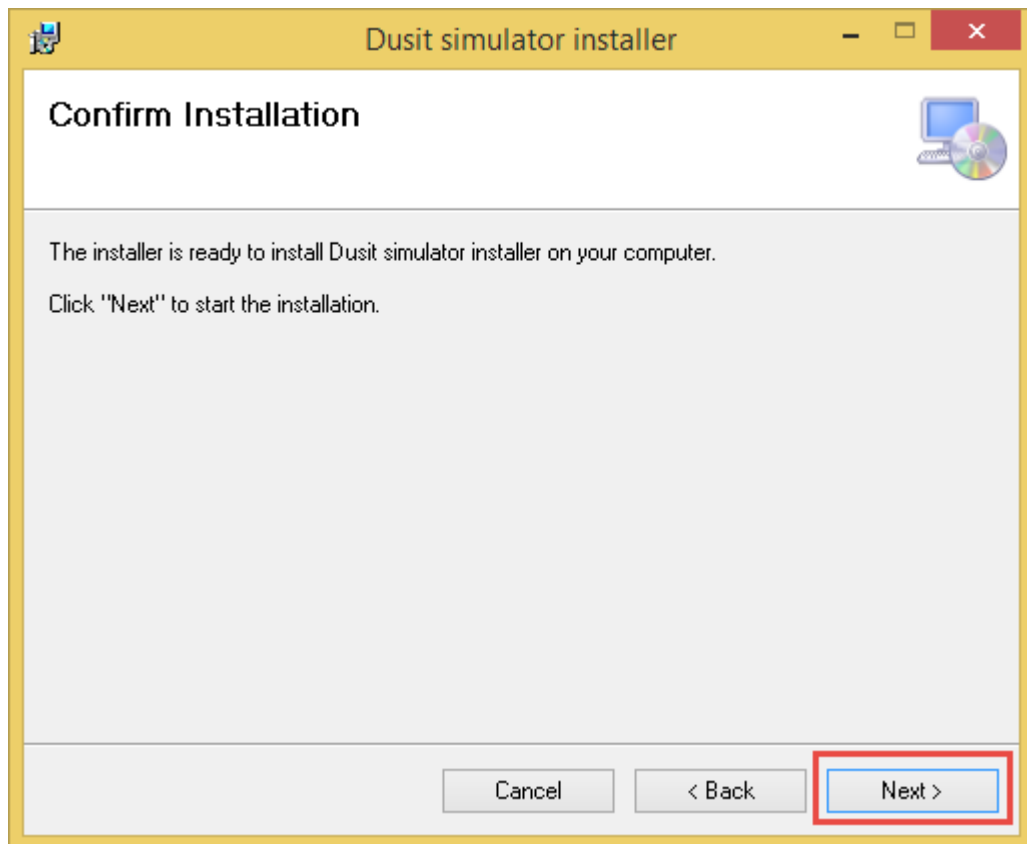 Dusit simulator installer
Confirm Installation
The installer is ready to install Dusit simulator installer on your computer.
Click "Next" to start the installation.
Cancel
< Back
Next >